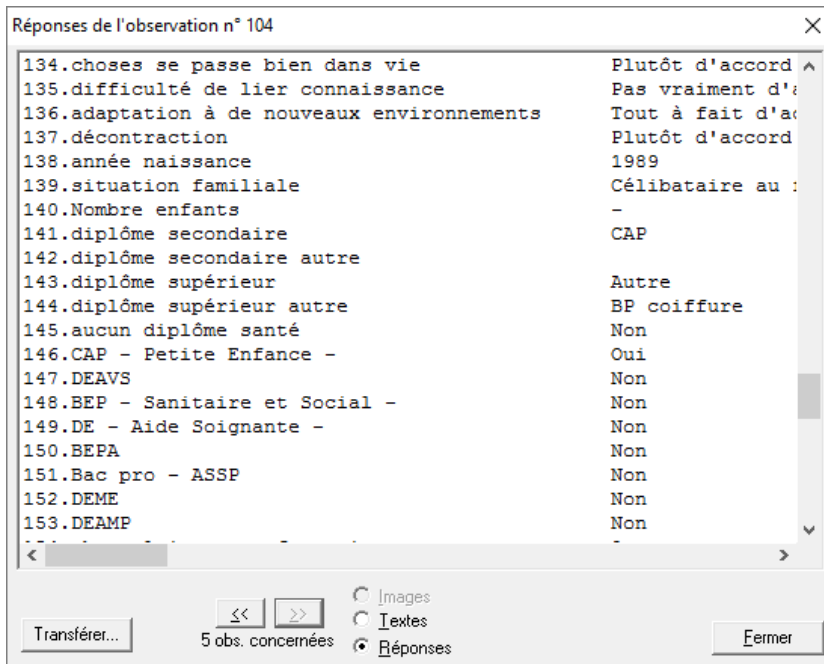 Réponses de l'observation n° 104
134.choses se passe bien dans vie Plutôt d'accord
135.difficulté de lier connaissance Pas vraiment d'a
136.adaptation à de nouveaux environnements Tout à fait d'ac
137.décontraction Plutôt d'accord
138.année naissance 1989
139.situation familiale Célibataire au
140.Nombre enfants -
141.diplôme secondaire CAP
142.diplôme secondaire autre
143.diplôme supérieur Autre
144.diplôme supérieur autre BP coiffure
145.aucun diplôme santé Non
146.CAP - Petite Enfance - Oui
147.DEAVS Non
148.BEP - Sanitaire et Social - Non
149.DE - Aide Soignante - Non
150.BEPA Non
151.Bac pro - ASSP Non
152.DEME Non
153.DEAMP Non
Transférer...
<< >>
5 obs. concernées
Images
Textes
Réponses
Fermer